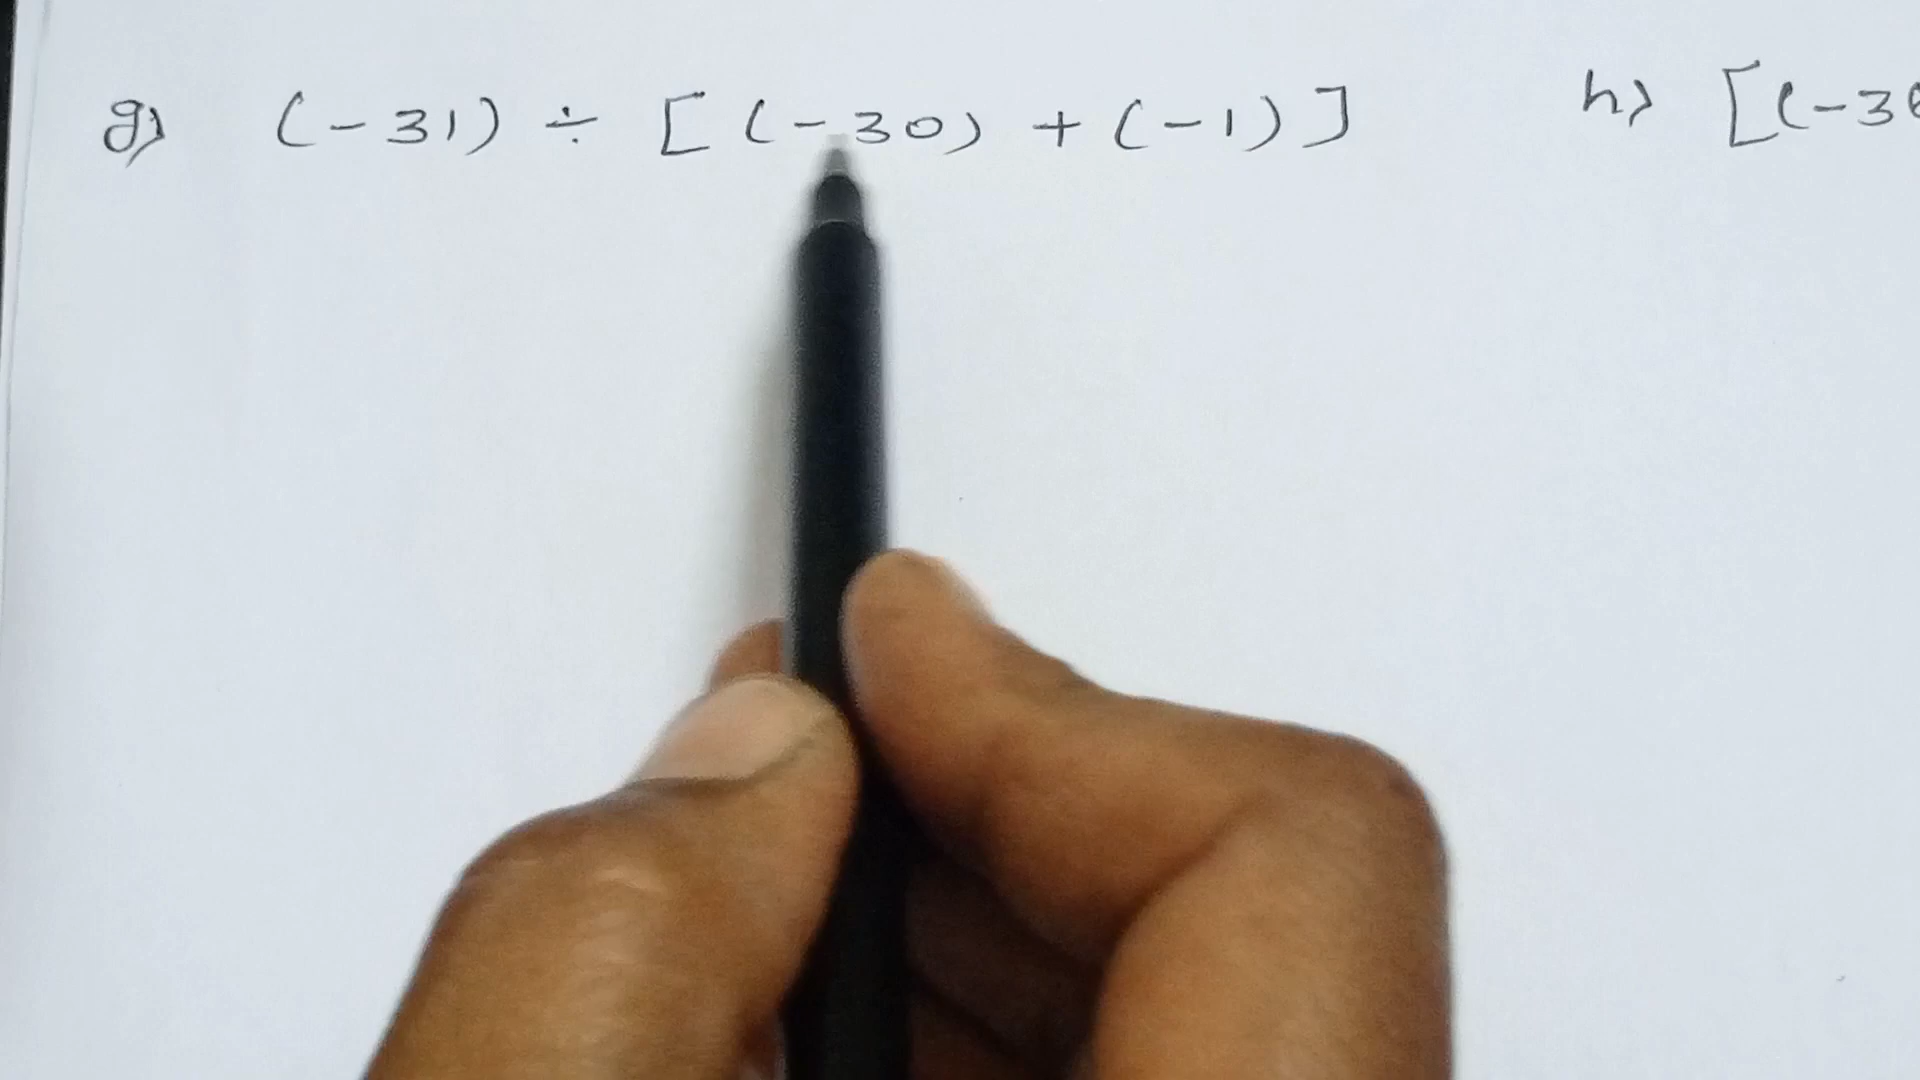 g) (-31) ÷ [(-30) + (-1)] h) [(-3